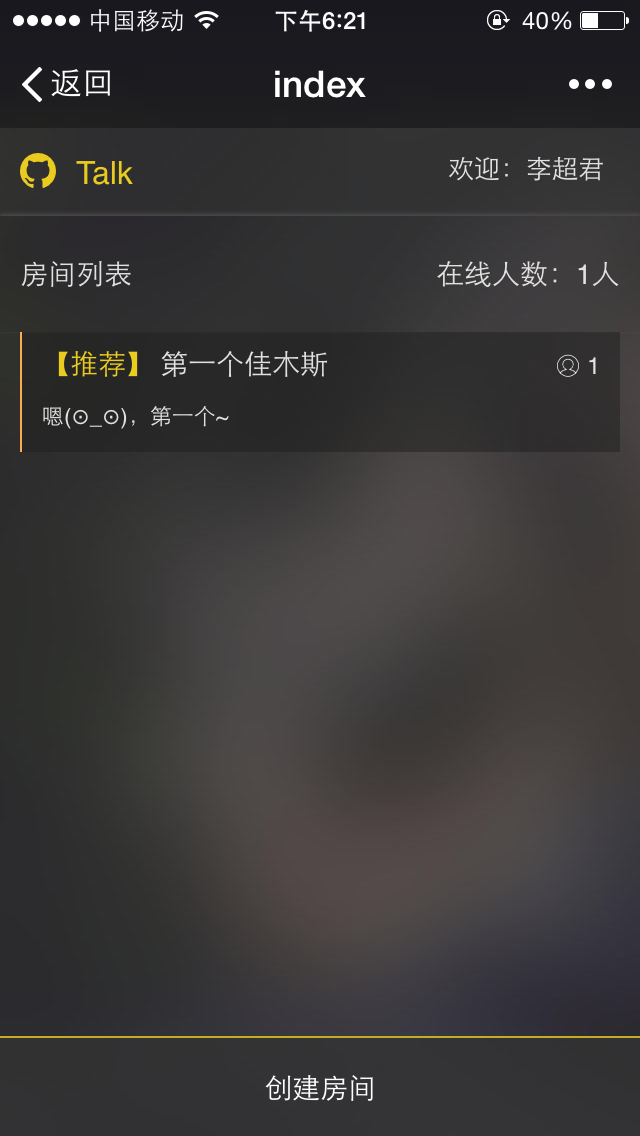 中国移动 下午6:21 40%
返回 index
Talk 欢迎：李超君
房间列表 在线人数：1人
【推荐】 第一个佳木斯 1
嗯(⊙_⊙)，第一个~
创建房间